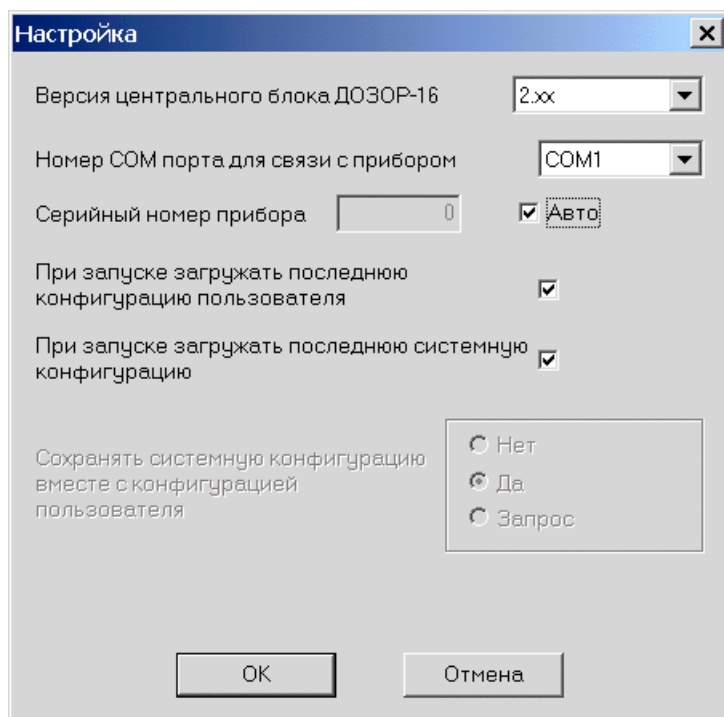 Настройка
Версия центрального блока ДОЗОР-16
2.xx
Номер COM порта для связи с прибором
COM1
Серийный номер прибора
0
Авто
При запуске загружать последнюю
конфигурацию пользователя
При запуске загружать последнюю системную
конфигурацию
Сохранять системную конфигурацию
вместе с конфигурацией
пользователя
Нет
Да
Запрос
OK
Отмена